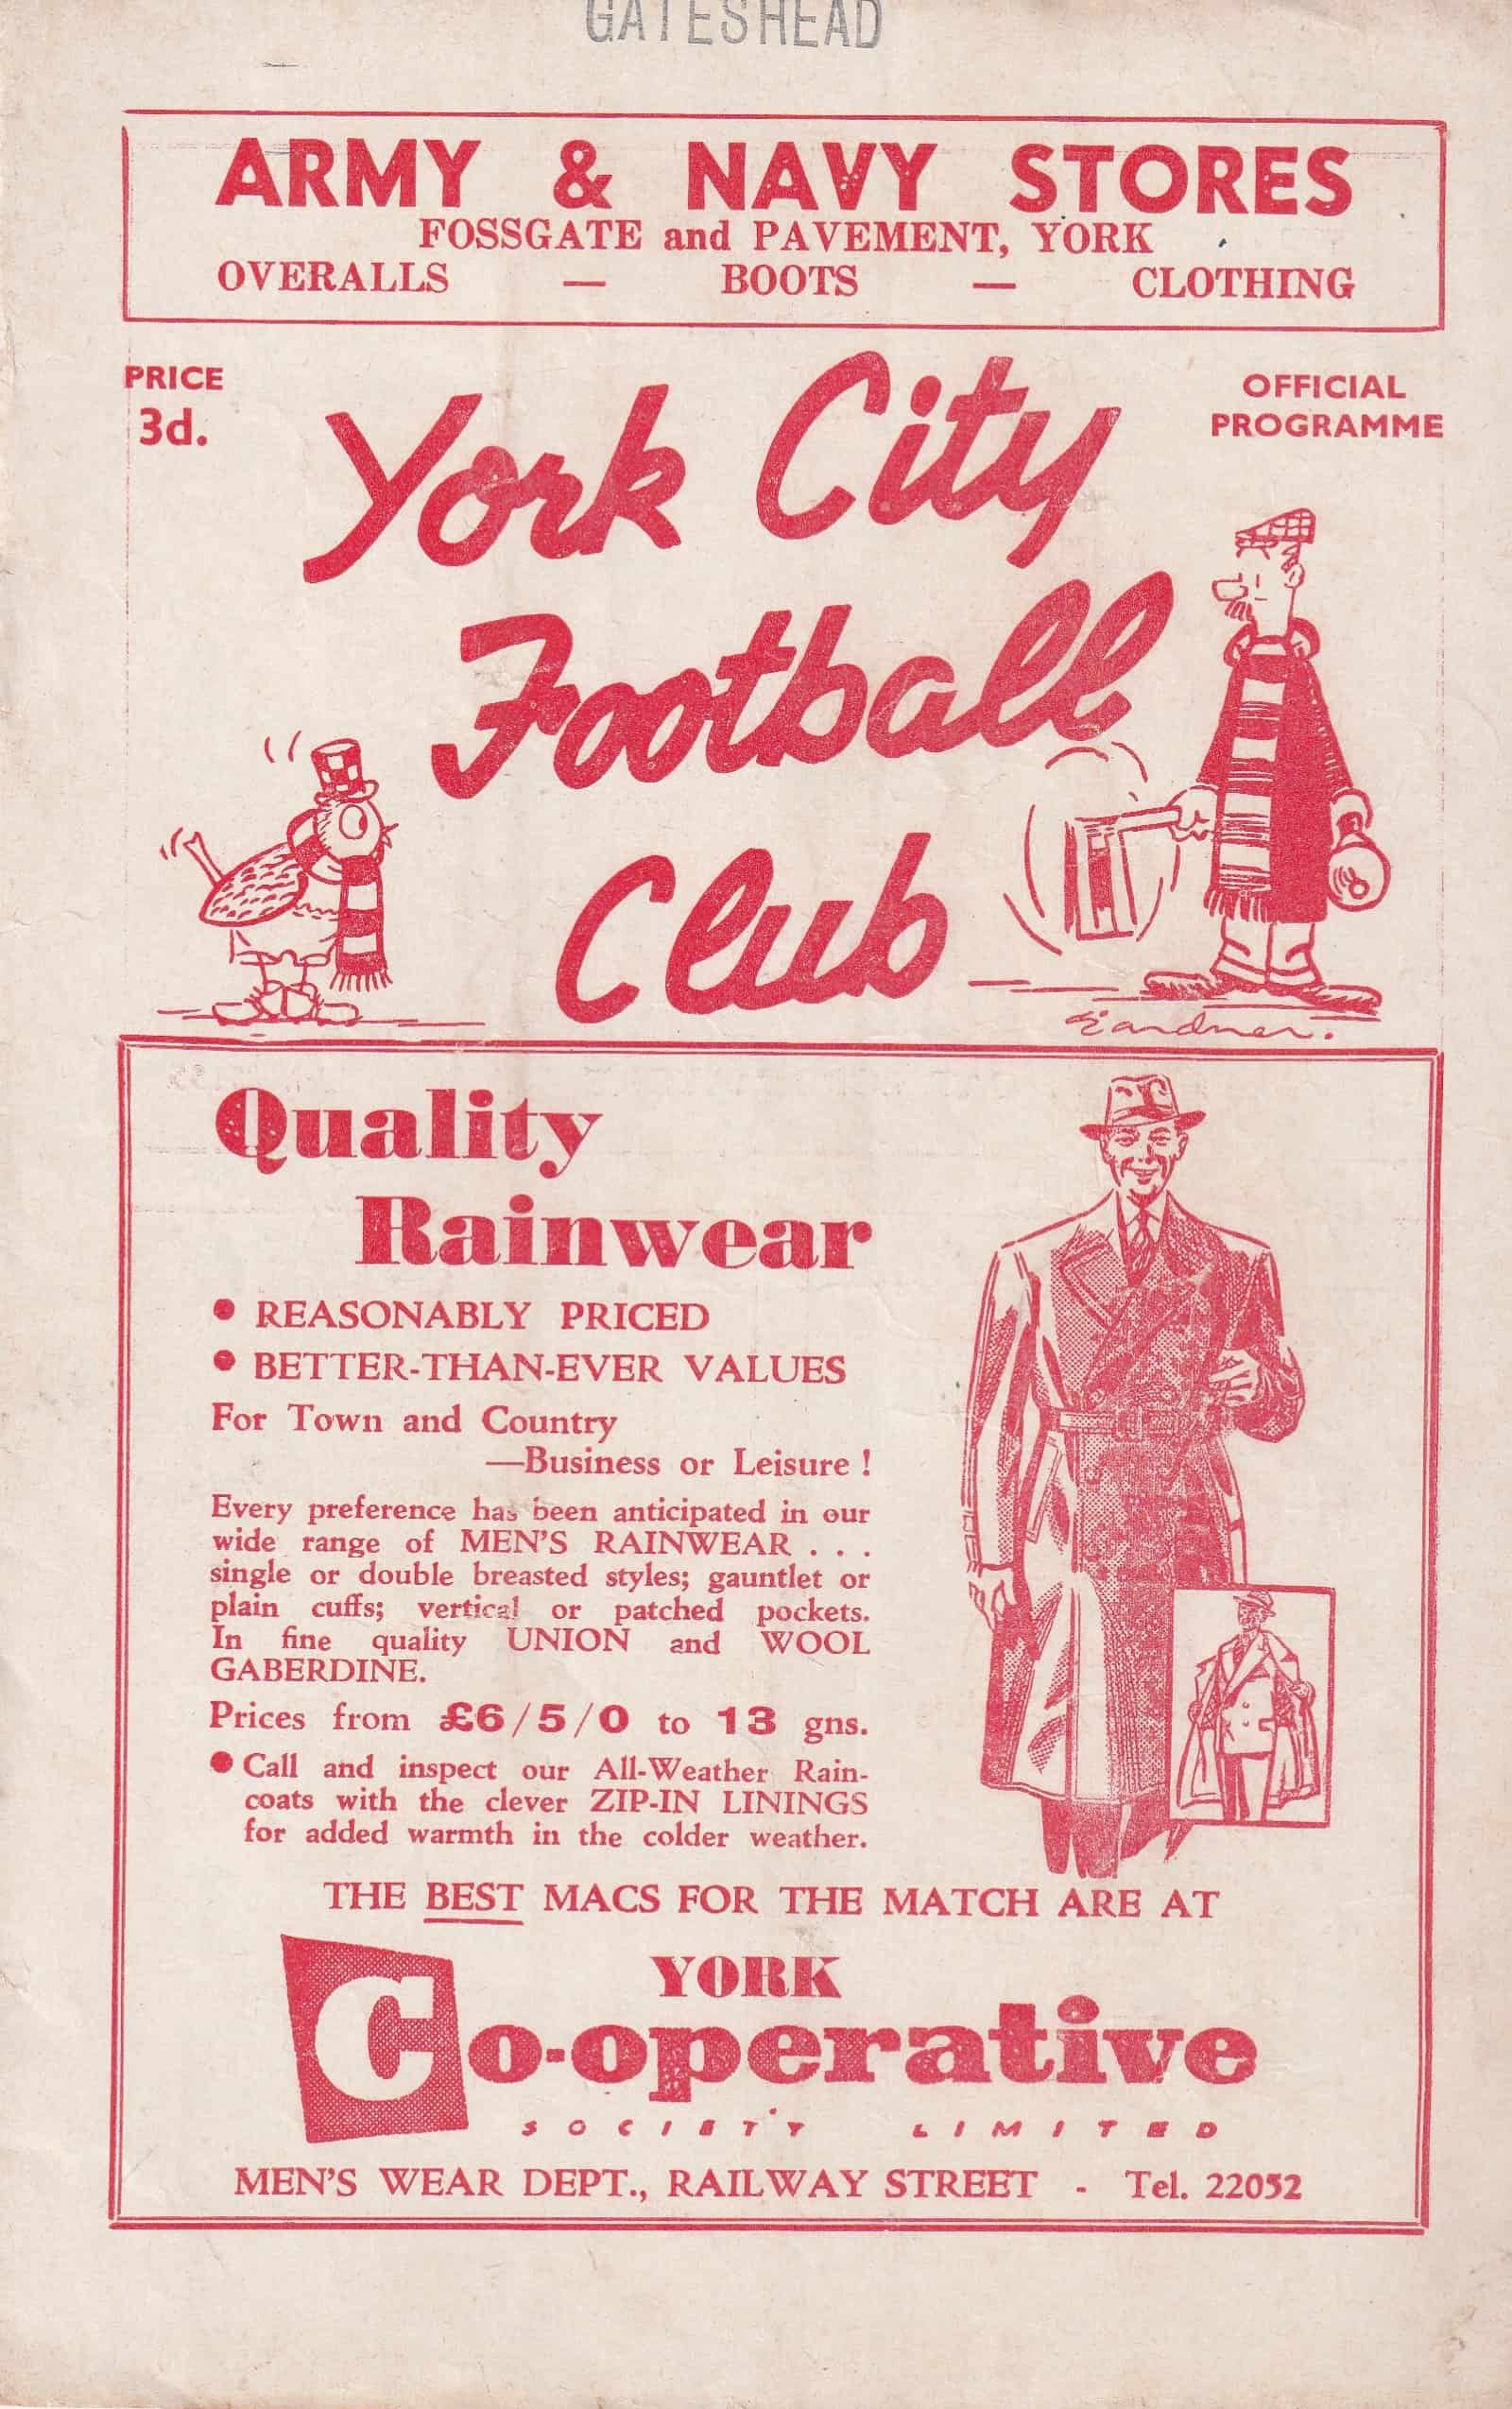 GATESHEAD
ARMY & NAVY STORES
FOSSGATE and PAVEMENT, YORK
OVERALLS — BOOTS — CLOTHING
PRICE
3d.
OFFICIAL
PROGRAMME
York City
Football
Club
Gardner.
Quality
Rainwear
• REASONABLY PRICED
• BETTER-THAN-EVER VALUES
For Town and Country
—Business or Leisure !
Every preference has been anticipated in our
wide range of MEN'S RAINWEAR . . .
single or double breasted styles; gauntlet or
plain cuffs; vertical or patched pockets.
In fine quality UNION and WOOL
GABERDINE.
Prices from £6/5/0 to 13 gns.
• Call and inspect our All-Weather Rain-
coats with the clever ZIP-IN LININGS
for added warmth in the colder weather.
THE BEST MACS FOR THE MATCH ARE AT
YORK
Co-operative
SOCIETY LIMITED
MEN'S WEAR DEPT., RAILWAY STREET - Tel. 22052